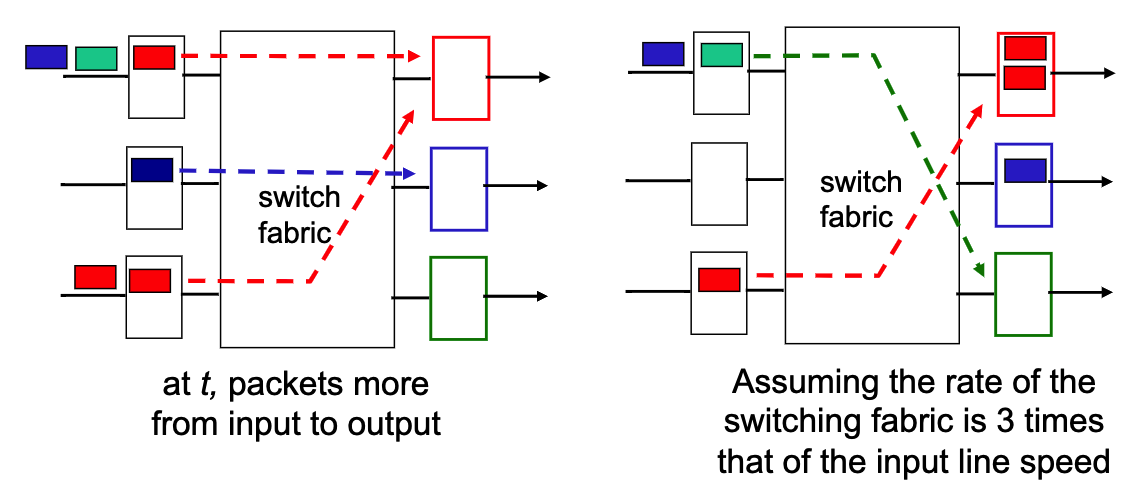 switch
fabric
at t, packets more
from input to output
switch
fabric
Assuming the rate of the
switching fabric is 3 times
that of the input line speed